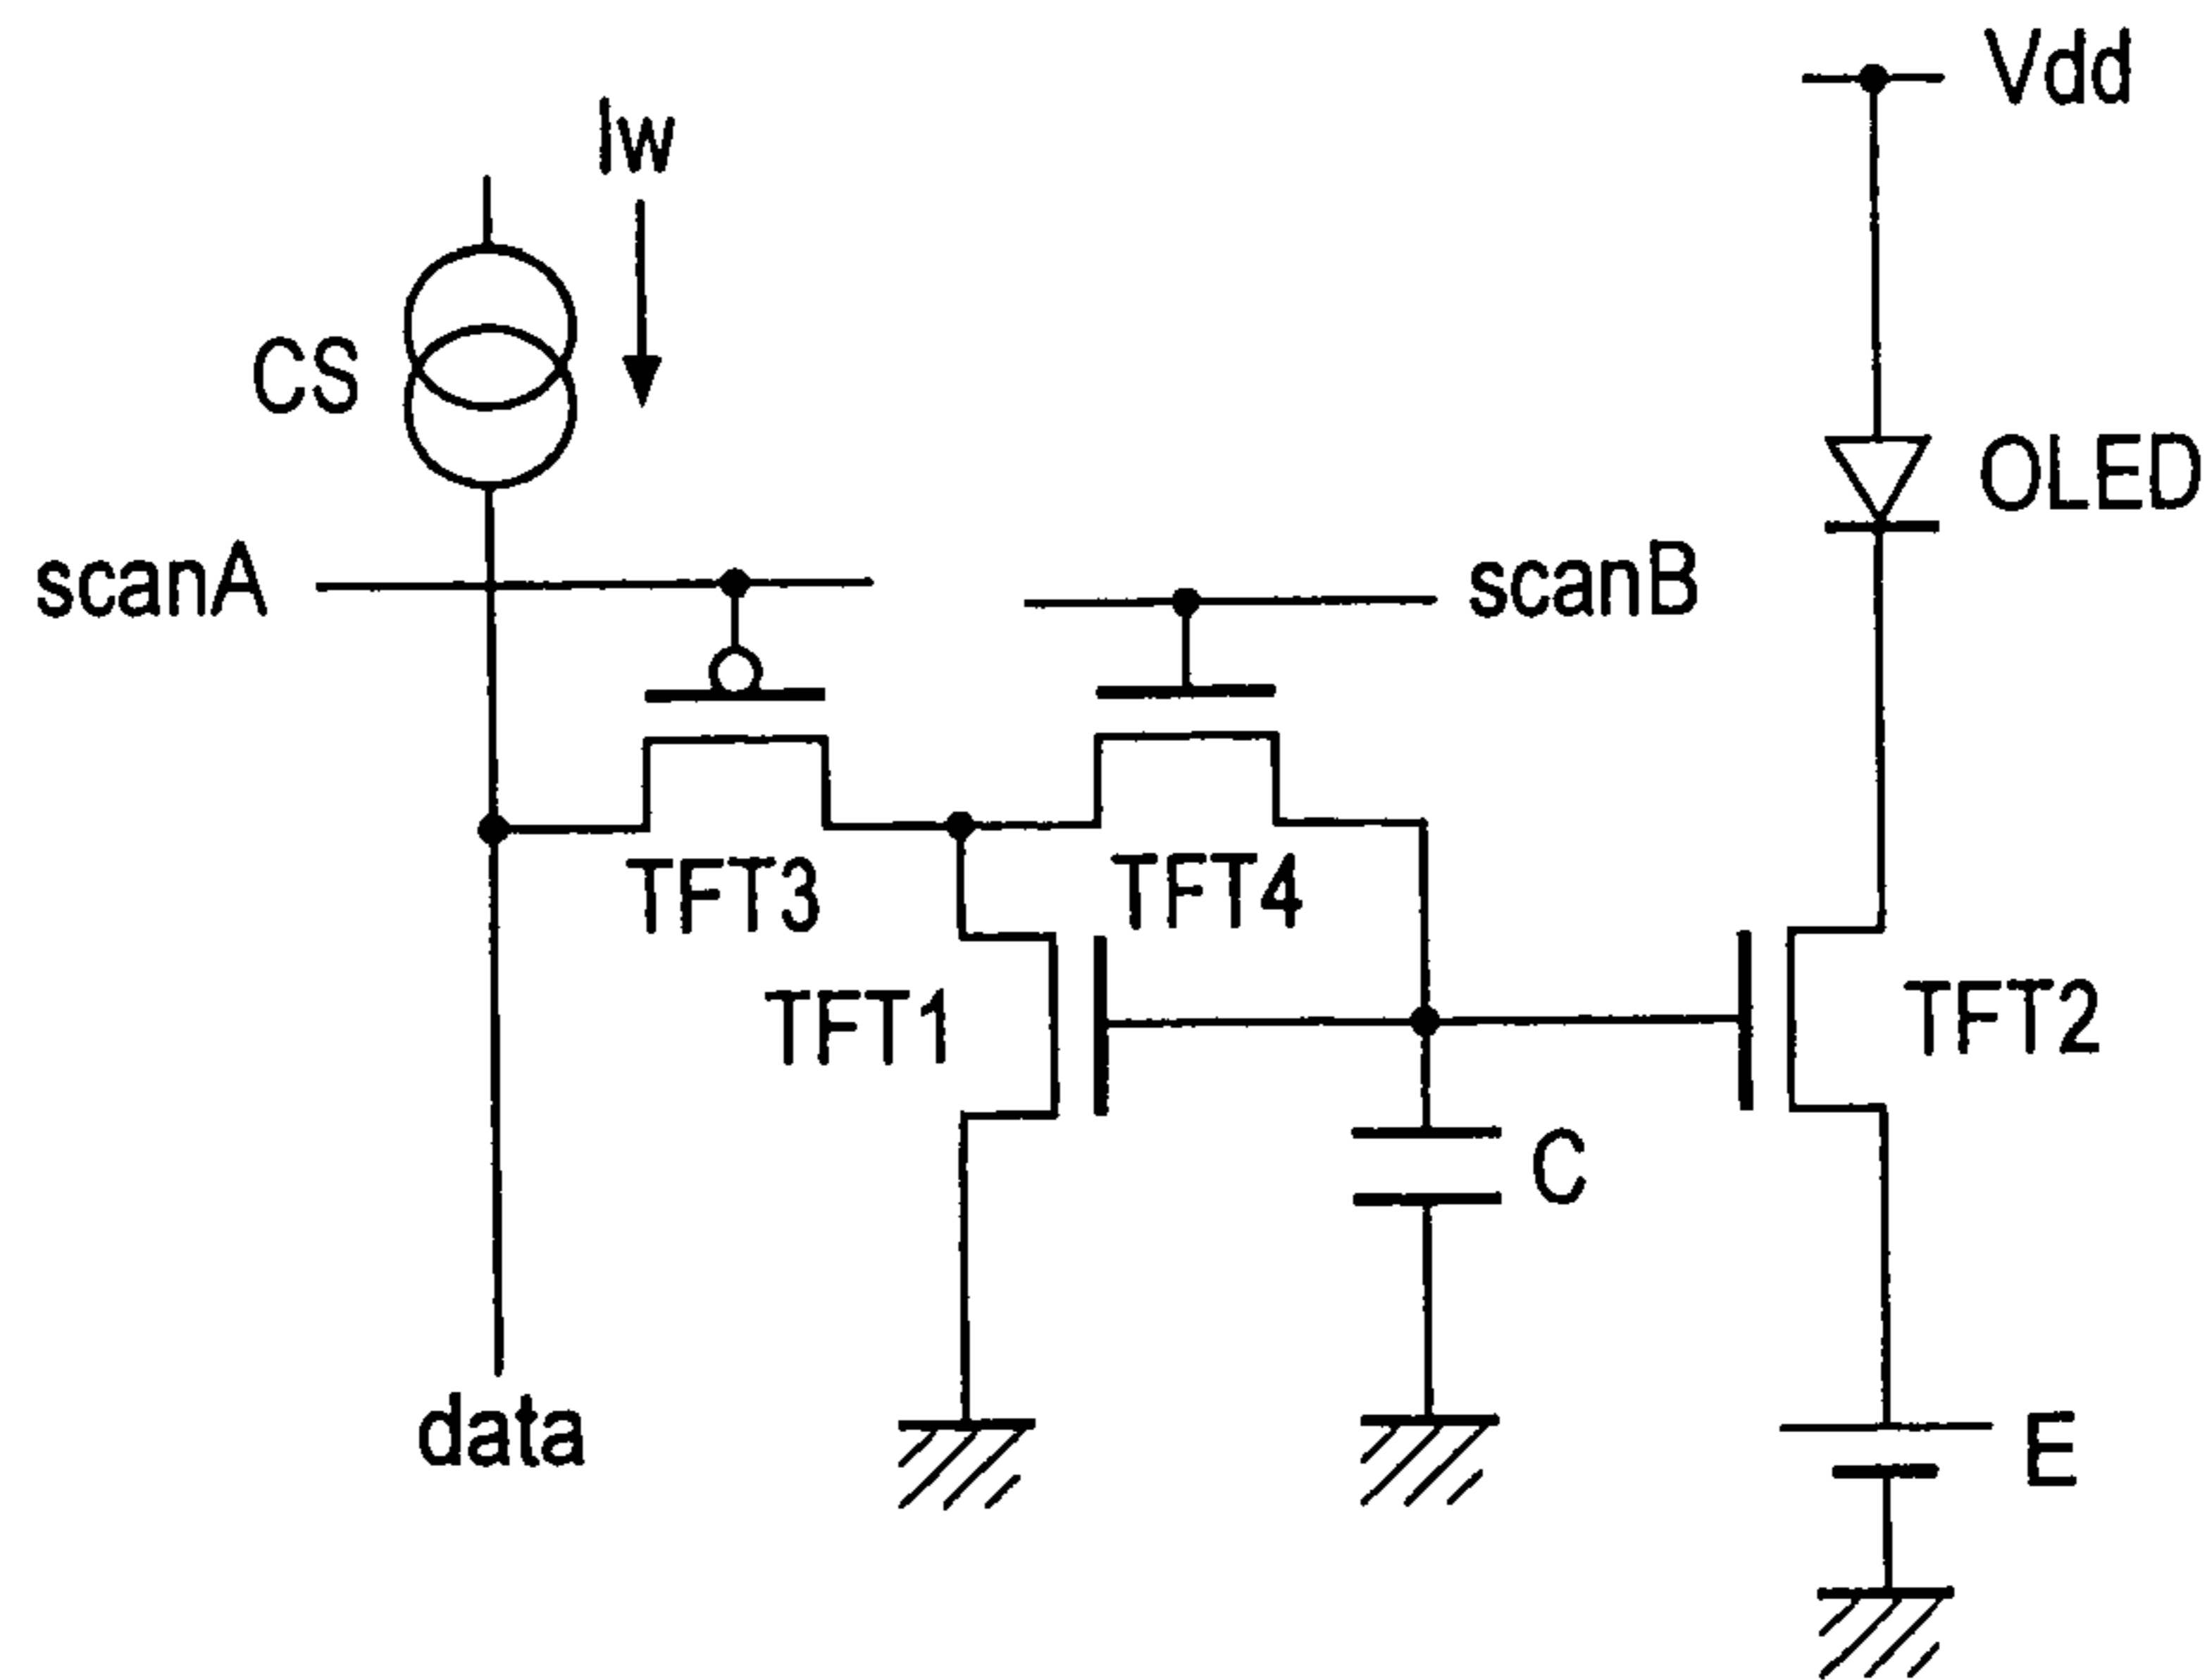 Vdd
Iw
CS
OLED
scanA
scanB
TFT3
TFT4
TFT1
TFT2
C
data
E